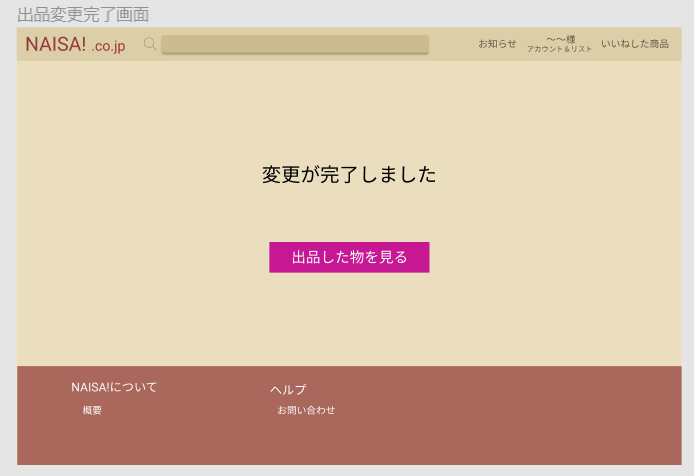 出品変更完了画面
NAISA! .co.jp
お知らせ
〜〜様
アカウント＆リスト
いいねした商品
変更が完了しました
出品した物を見る
NAISA!について
ヘルプ
概要
お問い合わせ